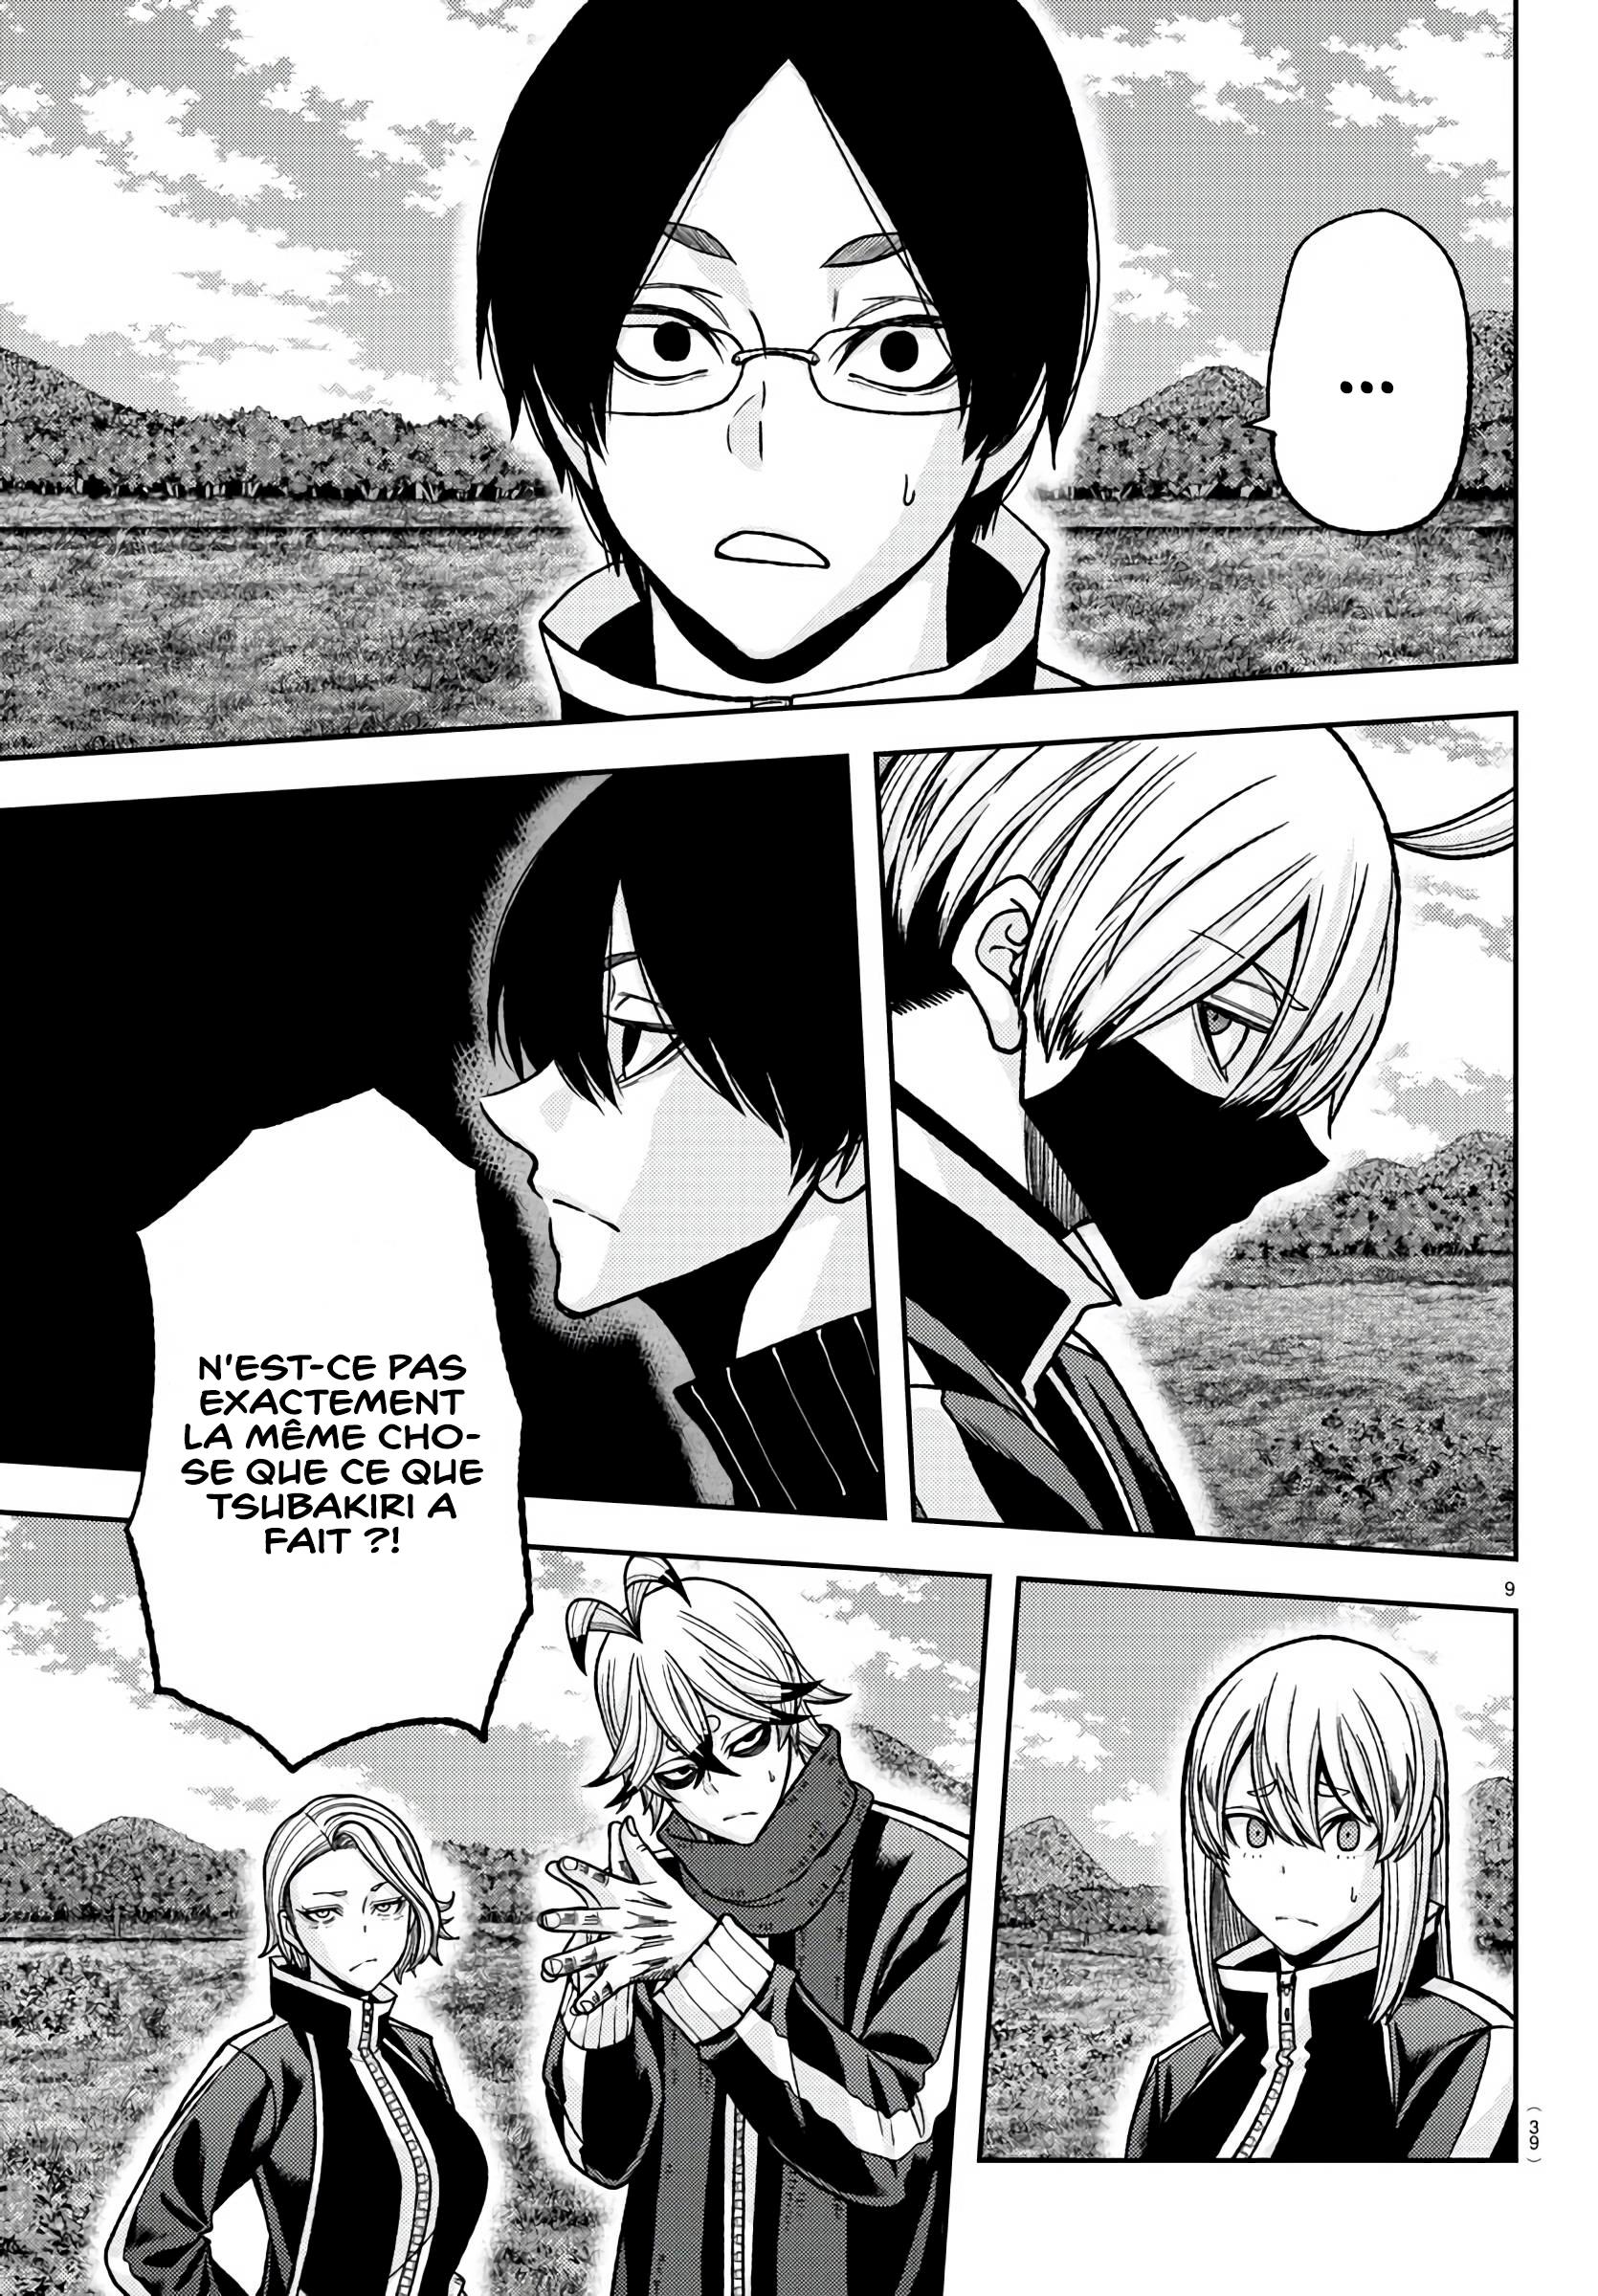 ...
N'EST-CE PAS
EXACTEMENT
LA MÊME CHO-
SE QUE CE QUE
TSUBAKIRI A
FAIT ?!
9
(39)